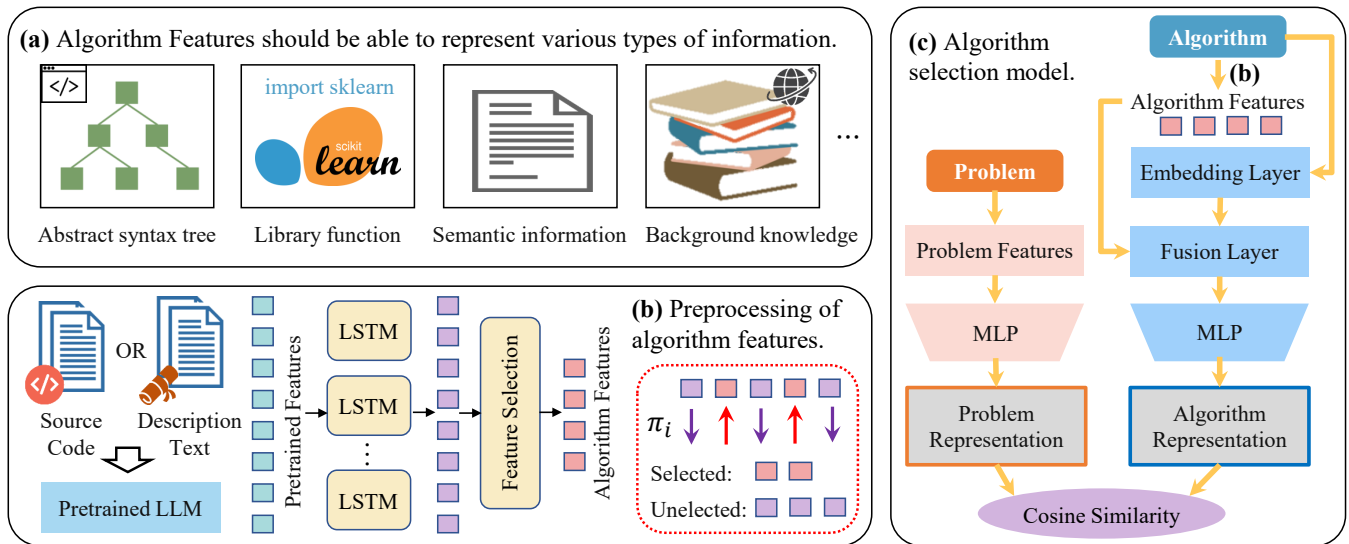 (a) Algorithm Features should be able to represent various types of information.
</>
import sklearn
scikit
learn
...
Abstract syntax tree
Library function
Semantic information
Background knowledge
OR
</>
Source
Code
Description
Text
Pretrained LLM
Pretrained Features
LSTM
LSTM
⋮
LSTM
Feature Selection
Algorithm Features
(b) Preprocessing of
algorithm features.
π_i
Selected:
Unelected:
(c) Algorithm
selection model.
Algorithm
(b)
Algorithm Features
Problem
Embedding Layer
Problem Features
Fusion Layer
MLP
MLP
Problem
Representation
Algorithm
Representation
Cosine Similarity